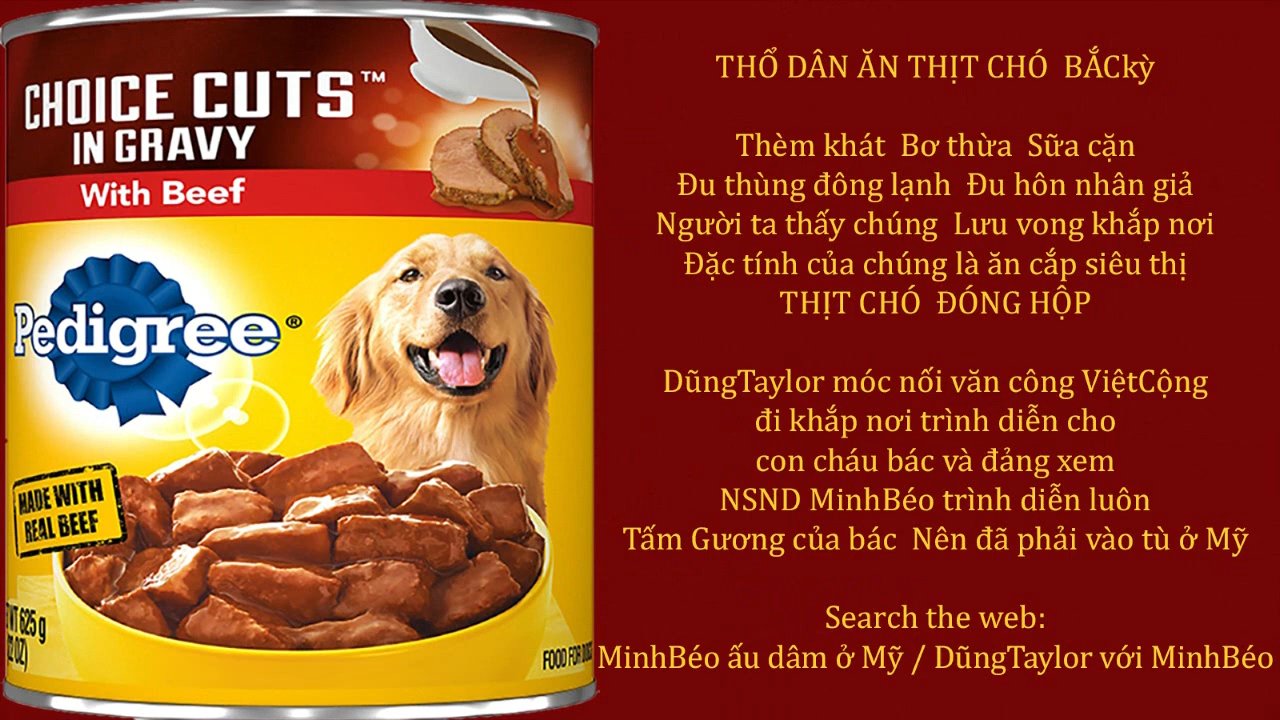 CHOICE CUTS™
IN GRAVY
With Beef
Pedigree®
MADE WITH
REAL BEEF
WT 625g
OZ)
FOOD FOR DOGS
THỔ DÂN ĂN THỊT CHÓ BẮCkỳ
Thèm khát Bơ thừa Sữa cặn
Đu thùng đông lạnh Đu hôn nhân giả
Người ta thấy chúng Lưu vong khắp nơi
Đặc tính của chúng là ăn cắp siêu thị
THỊT CHÓ ĐÓNG HỘP
DũngTaylor móc nối văn công ViệtCộng
đi khắp nơi trình diễn cho
con cháu bác và đảng xem
NSND MinhBéo trình diễn luôn
Tấm Gương của bác Nên đã phải vào tù ở Mỹ
Search the web:
MinhBéo ấu dâm ở Mỹ / DũngTaylor với MinhBéo